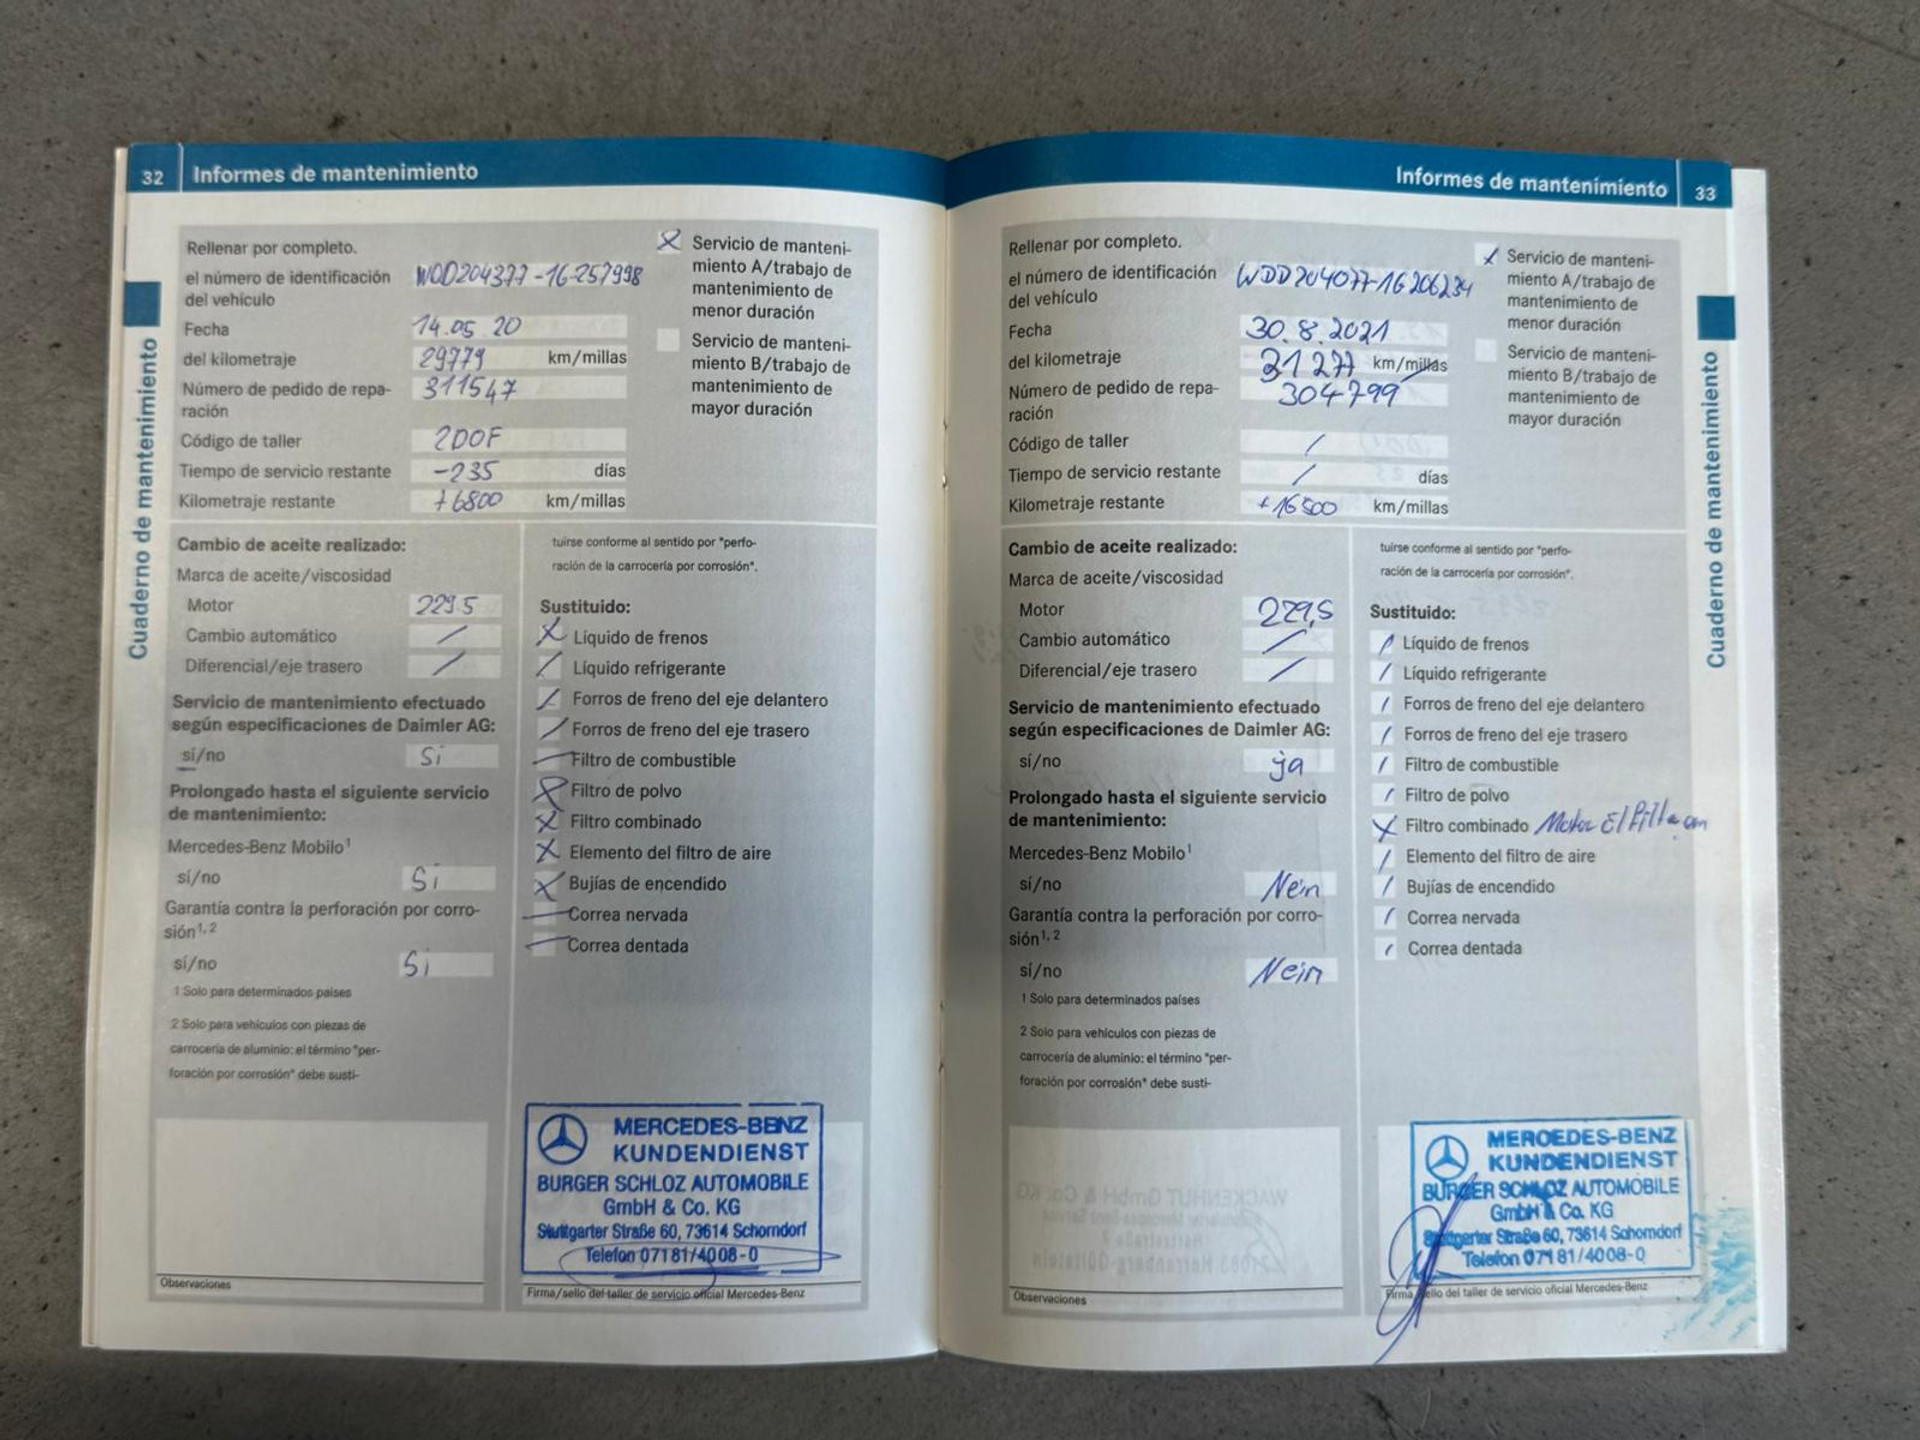 32 Informes de mantenimiento
Cuaderno de mantenimiento
Rellenar por completo.
el número de identificación WDD204377-16-257998
del vehículo
Fecha 14.05.20
del kilometraje 29779 km/millas
Número de pedido de repa- 311547
ración
Código de taller 2DOF
Tiempo de servicio restante -235 días
Kilometraje restante +6800 km/millas
X Servicio de manteni-
miento A/trabajo de
mantenimiento de
menor duración
Servicio de manteni-
miento B/trabajo de
mantenimiento de
mayor duración
Cambio de aceite realizado:
Marca de aceite/viscosidad
Motor 229.5
Cambio automático /
Diferencial/eje trasero /
Servicio de mantenimiento efectuado
según especificaciones de Daimler AG:
sí/no Si
Prolongado hasta el siguiente servicio
de mantenimiento:
Mercedes-Benz Mobilo¹
sí/no Si
Garantía contra la perforación por corro-
sión¹,²
sí/no Si
1 Solo para determinados países
2 Solo para vehículos con piezas de
carrocería de aluminio: el término "per-
foración por corrosión" debe susti-
tuirse conforme al sentido por "perfo-
ración de la carrocería por corrosión".
Sustituido:
X Líquido de frenos
/ Líquido refrigerante
/ Forros de freno del eje delantero
/ Forros de freno del eje trasero
— Filtro de combustible
X Filtro de polvo
X Filtro combinado
X Elemento del filtro de aire
X Bujías de encendido
— Correa nervada
— Correa dentada
MERCEDES-BENZ
KUNDENDIENST
BURGER SCHLOZ AUTOMOBILE
GmbH & Co. KG
Stuttgarter Straße 60, 73614 Schorndorf
Telefon 07181/4008-0
Observaciones
Firma/sello del taller de servicio oficial Mercedes-Benz
Informes de mantenimiento 33
Cuaderno de mantenimiento
Rellenar por completo.
el número de identificación WDD204077-1G206234
del vehículo
Fecha 30.8.2021
del kilometraje 31277 km/millas
Número de pedido de repa- 304799
ración
Código de taller /
Tiempo de servicio restante / días
Kilometraje restante +16500 km/millas
Servicio de manteni-
miento A/trabajo de
mantenimiento de
menor duración
Servicio de manteni-
miento B/trabajo de
mantenimiento de
mayor duración
Cambio de aceite realizado:
Marca de aceite/viscosidad
Motor 229,5
Cambio automático /
Diferencial/eje trasero /
Servicio de mantenimiento efectuado
según especificaciones de Daimler AG:
sí/no ja
Prolongado hasta el siguiente servicio
de mantenimiento:
Mercedes-Benz Mobilo¹
sí/no Nein
Garantía contra la perforación por corro-
sión¹,²
sí/no Nein
1 Solo para determinados países
2 Solo para vehículos con piezas de
carrocería de aluminio: el término "per-
foración por corrosión" debe susti-
tuirse conforme al sentido por "perfo-
ración de la carrocería por corrosión".
Sustituido:
/ Líquido de frenos
/ Líquido refrigerante
/ Forros de freno del eje delantero
/ Forros de freno del eje trasero
/ Filtro de combustible
/ Filtro de polvo
X Filtro combinado Motor
/ Elemento del filtro de aire
/ Bujías de encendido
/ Correa nervada
/ Correa dentada
MERCEDES-BENZ
KUNDENDIENST
BURGER SCHLOZ AUTOMOBILE
GmbH & Co. KG
Stuttgarter Straße 60, 73614 Schorndorf
Telefon 07181/4008-0
Observaciones
Firma/sello del taller de servicio oficial Mercedes-Benz